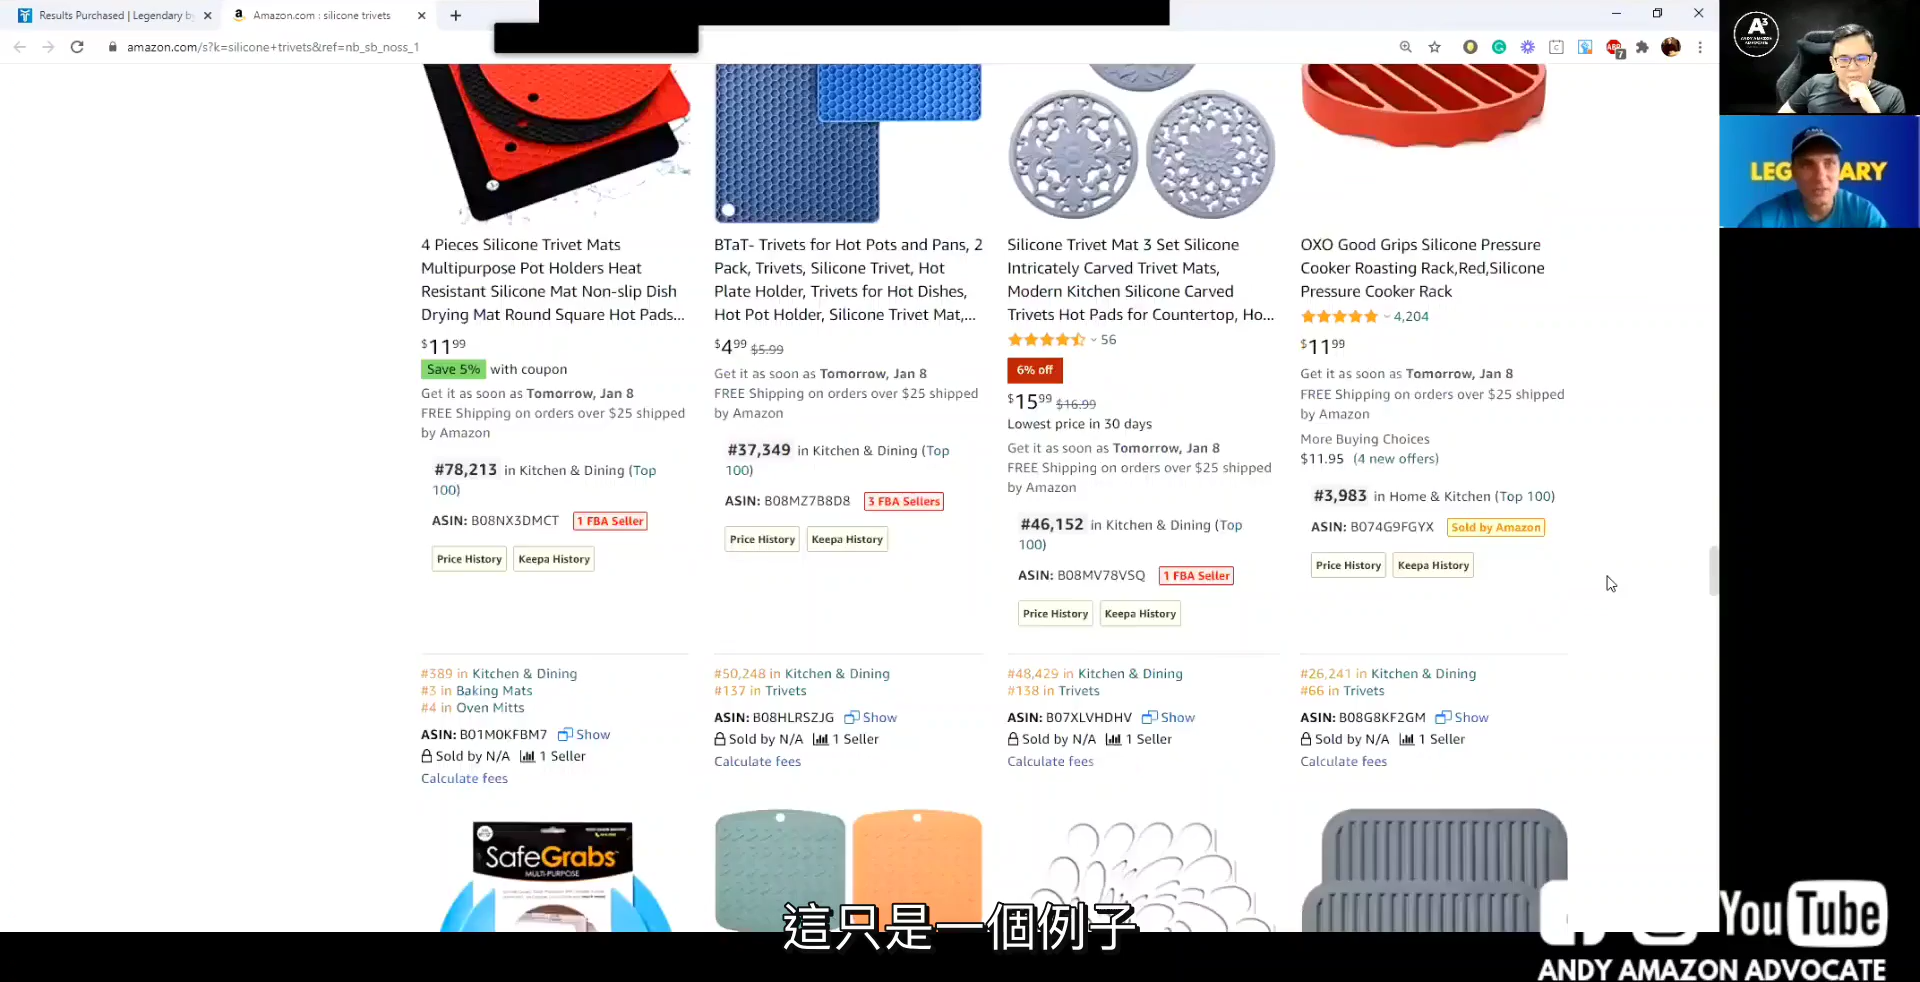 Results Purchased | Legendary by
Amazon.com : silicone trivets
amazon.com/s?k=silicone+trivets&ref=nb_sb_noss_1
7
A3
ANDY AMAZON
ADVOCATE
LEG ARY
4 Pieces Silicone Trivet Mats
Multipurpose Pot Holders Heat
Resistant Silicone Mat Non-slip Dish
Drying Mat Round Square Hot Pads...
$11 99
Save 5% with coupon
Get it as soon as Tomorrow, Jan 8
FREE Shipping on orders over $25 shipped
by Amazon
#78,213 in Kitchen & Dining (Top
100)
ASIN: B08NX3DMCT 1 FBA Seller
Price History Keepa History
BTaT- Trivets for Hot Pots and Pans, 2
Pack, Trivets, Silicone Trivet, Hot
Plate Holder, Trivets for Hot Dishes,
Hot Pot Holder, Silicone Trivet Mat,...
$4 99 $5.99
Get it as soon as Tomorrow, Jan 8
FREE Shipping on orders over $25 shipped
by Amazon
#37,349 in Kitchen & Dining (Top
100)
ASIN: B08MZ7B8D8 3 FBA Sellers
Price History Keepa History
Silicone Trivet Mat 3 Set Silicone
Intricately Carved Trivet Mats,
Modern Kitchen Silicone Carved
Trivets Hot Pads for Countertop, Ho...
56
6% off
$15 99 $16.99
Lowest price in 30 days
Get it as soon as Tomorrow, Jan 8
FREE Shipping on orders over $25 shipped
by Amazon
#46,152 in Kitchen & Dining (Top
100)
ASIN: B08MV78VSQ 1 FBA Seller
Price History Keepa History
OXO Good Grips Silicone Pressure
Cooker Roasting Rack,Red,Silicone
Pressure Cooker Rack
4,204
$11 99
Get it as soon as Tomorrow, Jan 8
FREE Shipping on orders over $25 shipped
by Amazon
More Buying Choices
$11.95 (4 new offers)
#3,983 in Home & Kitchen (Top 100)
ASIN: B074G9FGYX Sold by Amazon
Price History Keepa History
#389 in Kitchen & Dining
#3 in Baking Mats
#4 in Oven Mitts
ASIN: B01M0KFBM7 Show
Sold by N/A 1 Seller
Calculate fees
#50,248 in Kitchen & Dining
#137 in Trivets
ASIN: B08HLRSZJG Show
Sold by N/A 1 Seller
Calculate fees
#48,429 in Kitchen & Dining
#138 in Trivets
ASIN: B07XLVHDHV Show
Sold by N/A 1 Seller
Calculate fees
#26,241 in Kitchen & Dining
#66 in Trivets
ASIN: B08G8KF2GM Show
Sold by N/A 1 Seller
Calculate fees
SafeGrabs
MULTI-PURPOSE
這只是一個例子
YouTube
ANDY AMAZON ADVOCATE